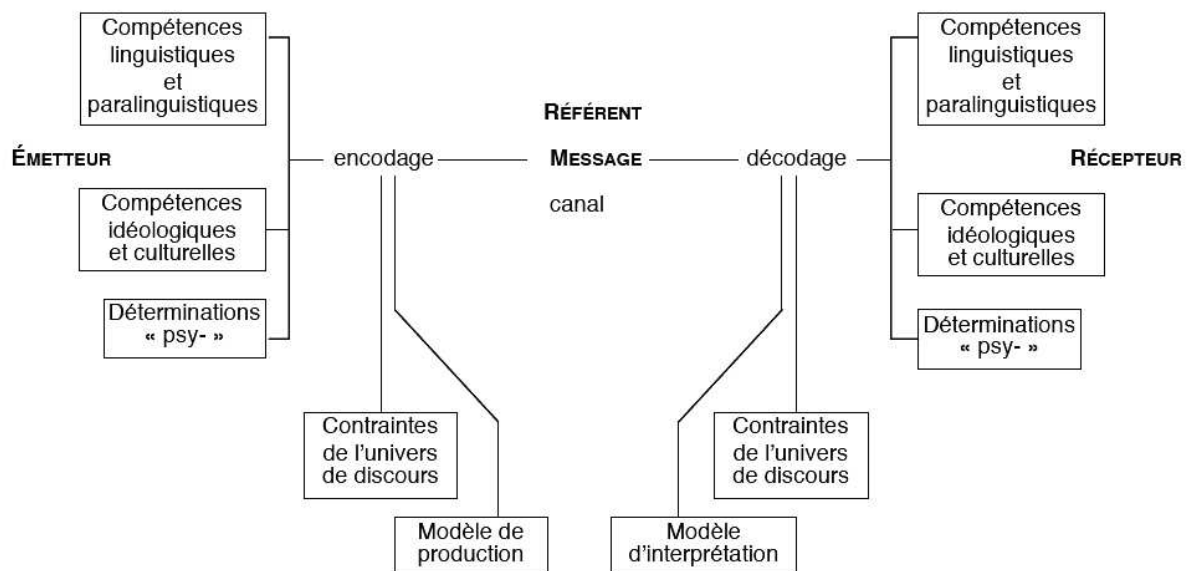 Compétences
linguistiques
et
paralinguistiques
Compétences
linguistiques
et
paralinguistiques
RÉFÉRENT
ÉMETTEUR
encodage
MESSAGE
décodage
RÉCEPTEUR
canal
Compétences
idéologiques
et culturelles
Compétences
idéologiques
et culturelles
Déterminations
« psy- »
Déterminations
« psy- »
Contraintes
de l'univers
de discours
Contraintes
de l'univers
de discours
Modèle de
production
Modèle
d'interprétation